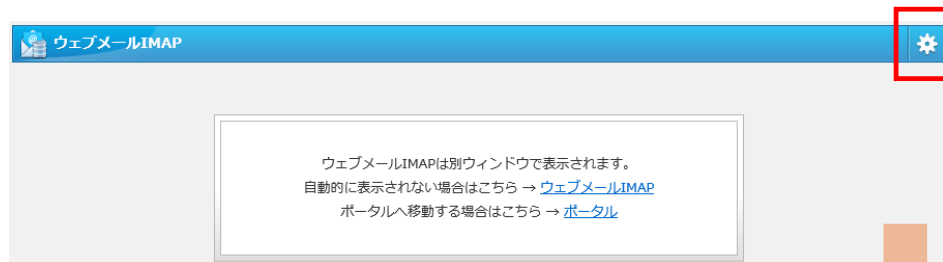 ウェブメールIMAP
ウェブメールIMAPは別ウィンドウで表示されます。
自動的に表示されない場合はこちら → ウェブメールIMAP
ポータルへ移動する場合はこちら → ポータル